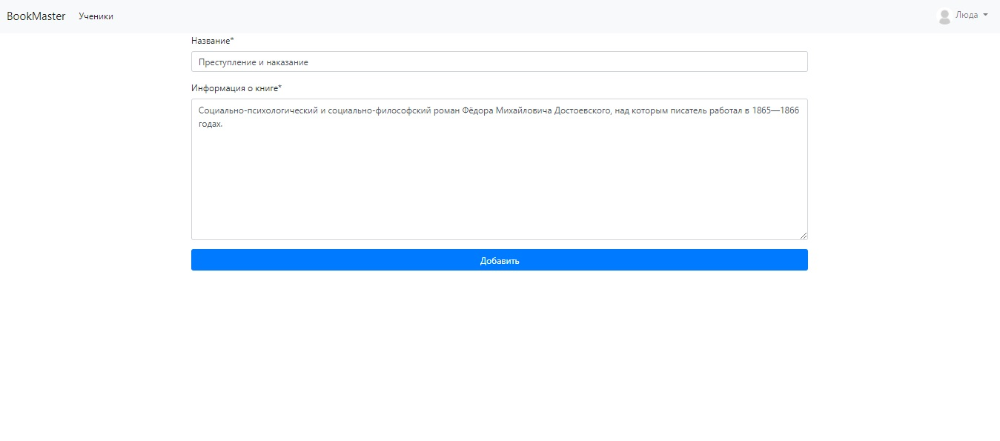 BookMaster Ученики Люда
Название*
Преступление и наказание
Информация о книге*
Социально-психологический и социально-философский роман Фёдора Михайловича Достоевского, над которым писатель работал в 1865—1866
годах.
Добавить